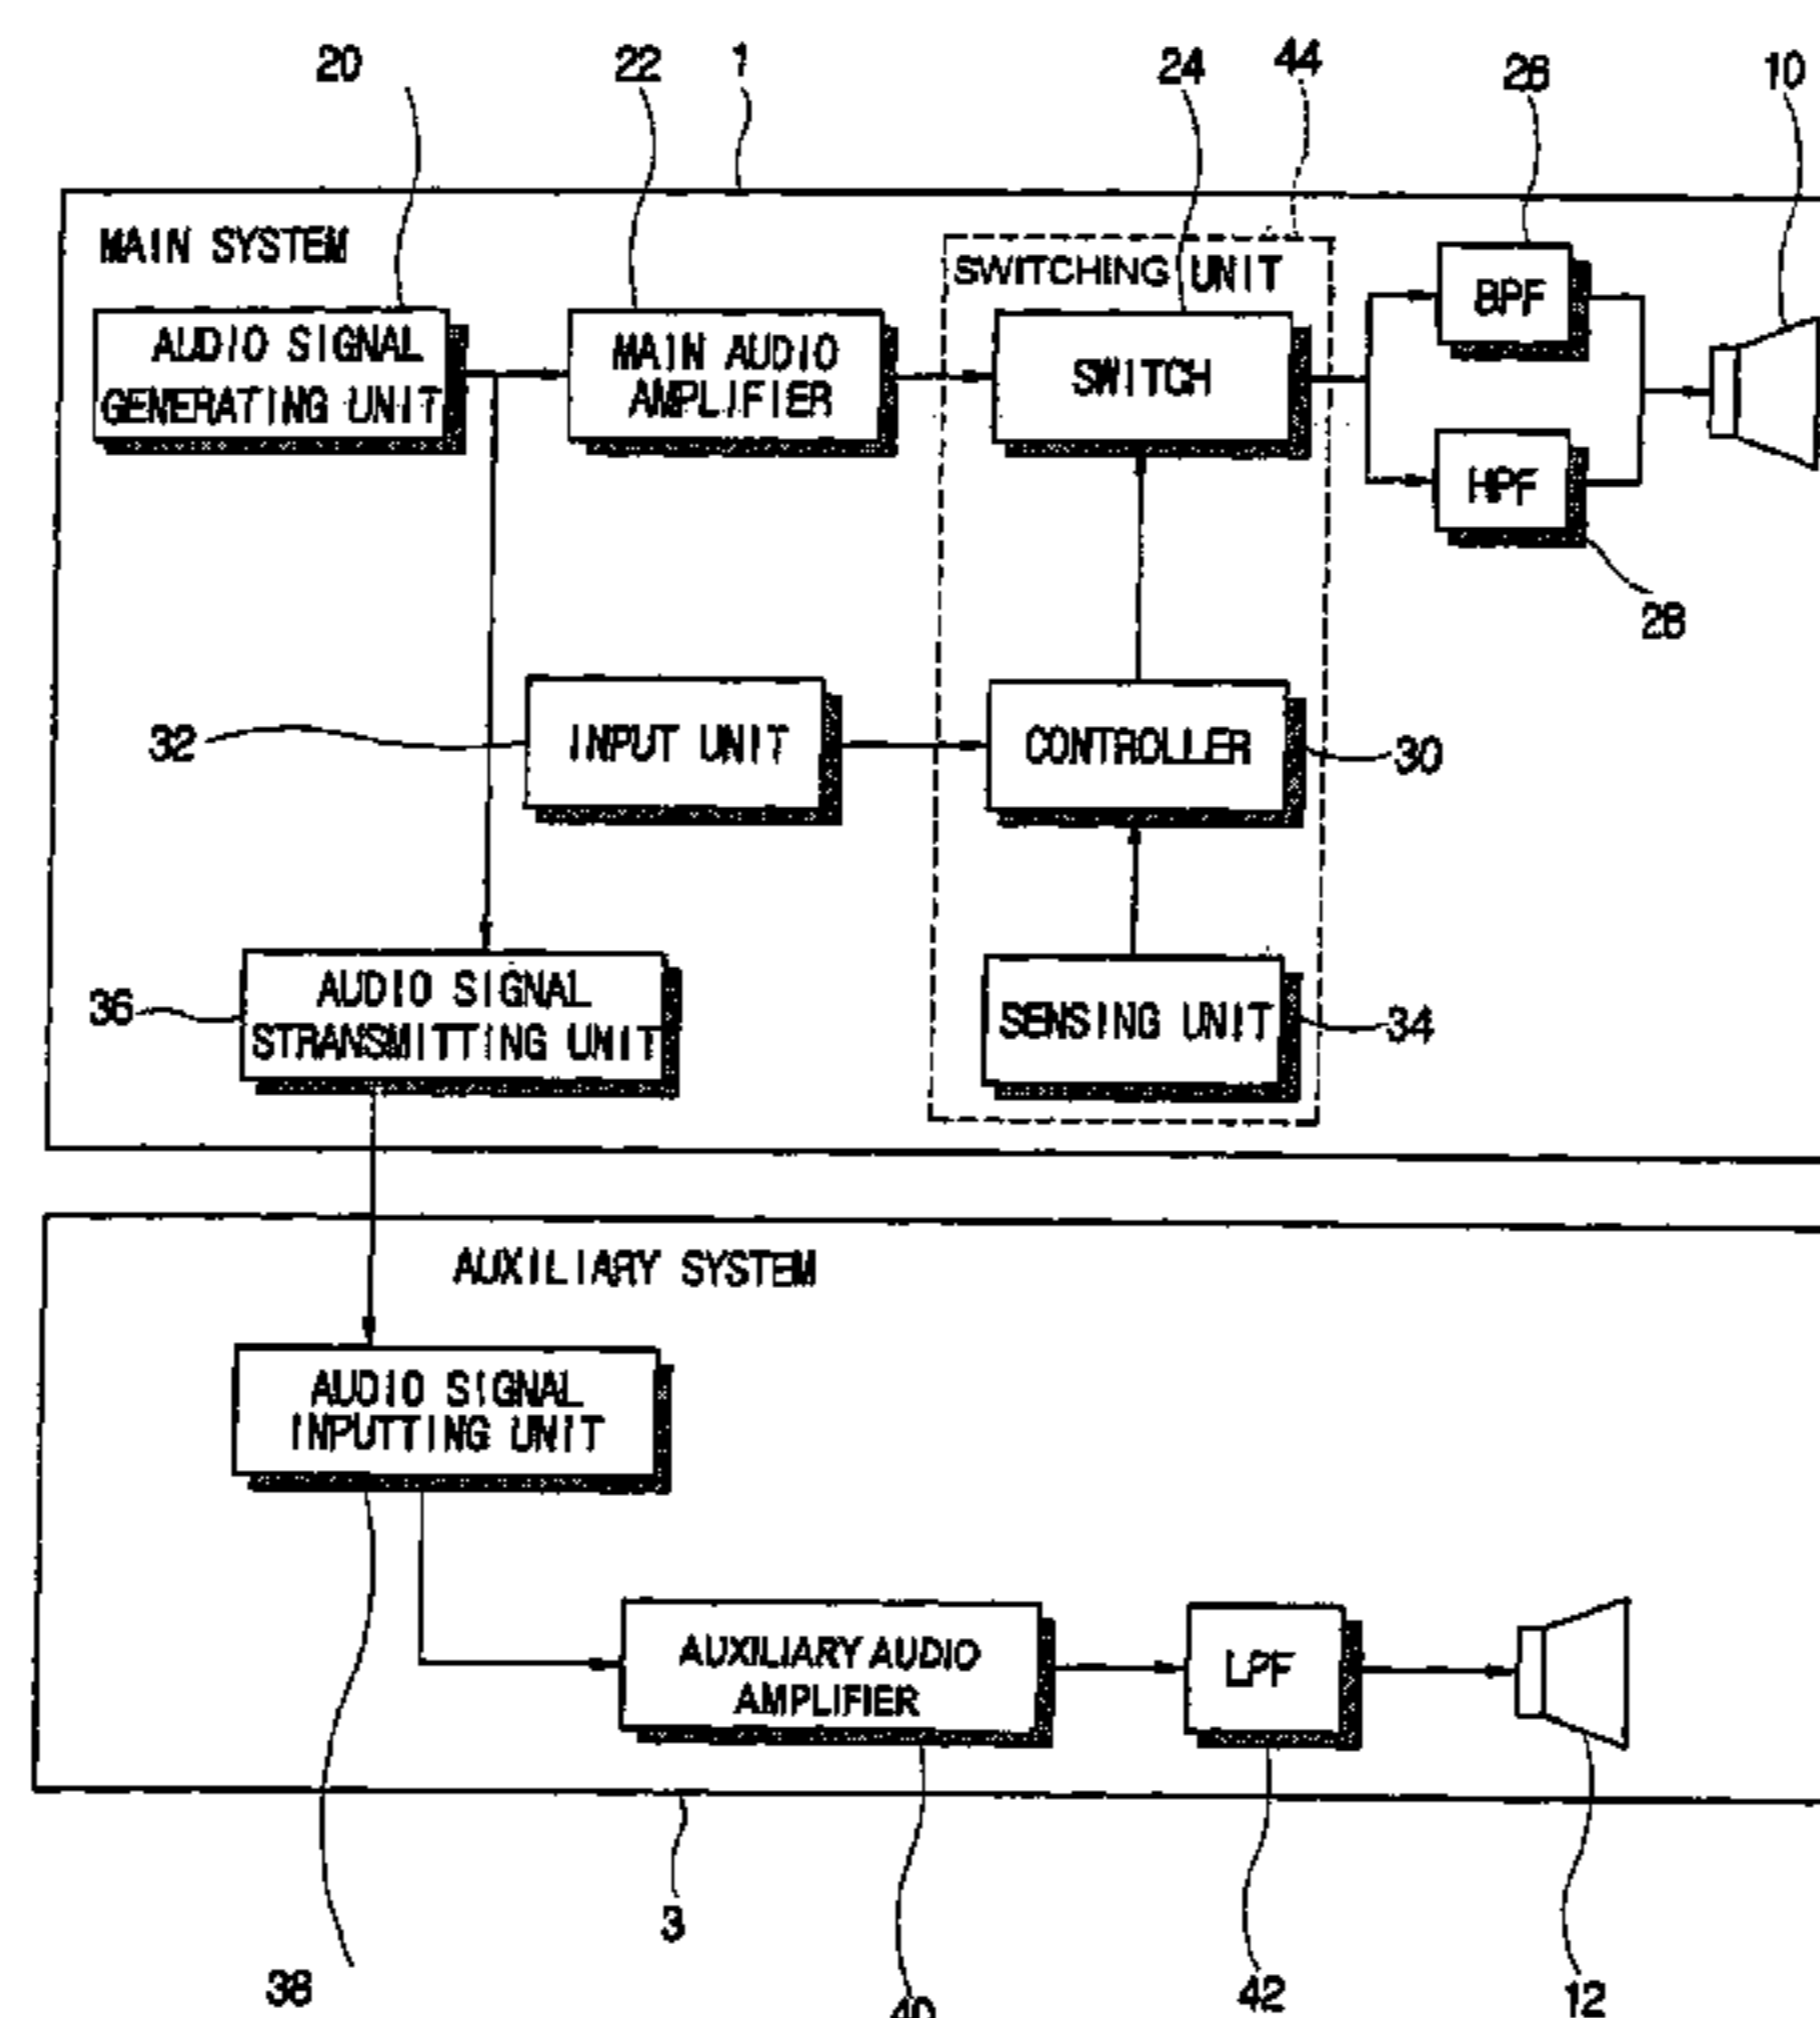 20
22
1
24
44
26
10
MAIN SYSTEM
SWITCHING UNIT
AUDIO SIGNAL
GENERATING UNIT
MAIN AUDIO
AMPLIFIER
SWITCH
BPF
HPF
28
32
INPUT UNIT
CONTROLLER
30
36
AUDIO SIGNAL
STRANSMITTING UNIT
SENSING UNIT
34
AUXILIARY SYSTEM
AUDIO SIGNAL
INPUTTING UNIT
AUXILIARY AUDIO
AMPLIFIER
LPF
3
38
40
42
12